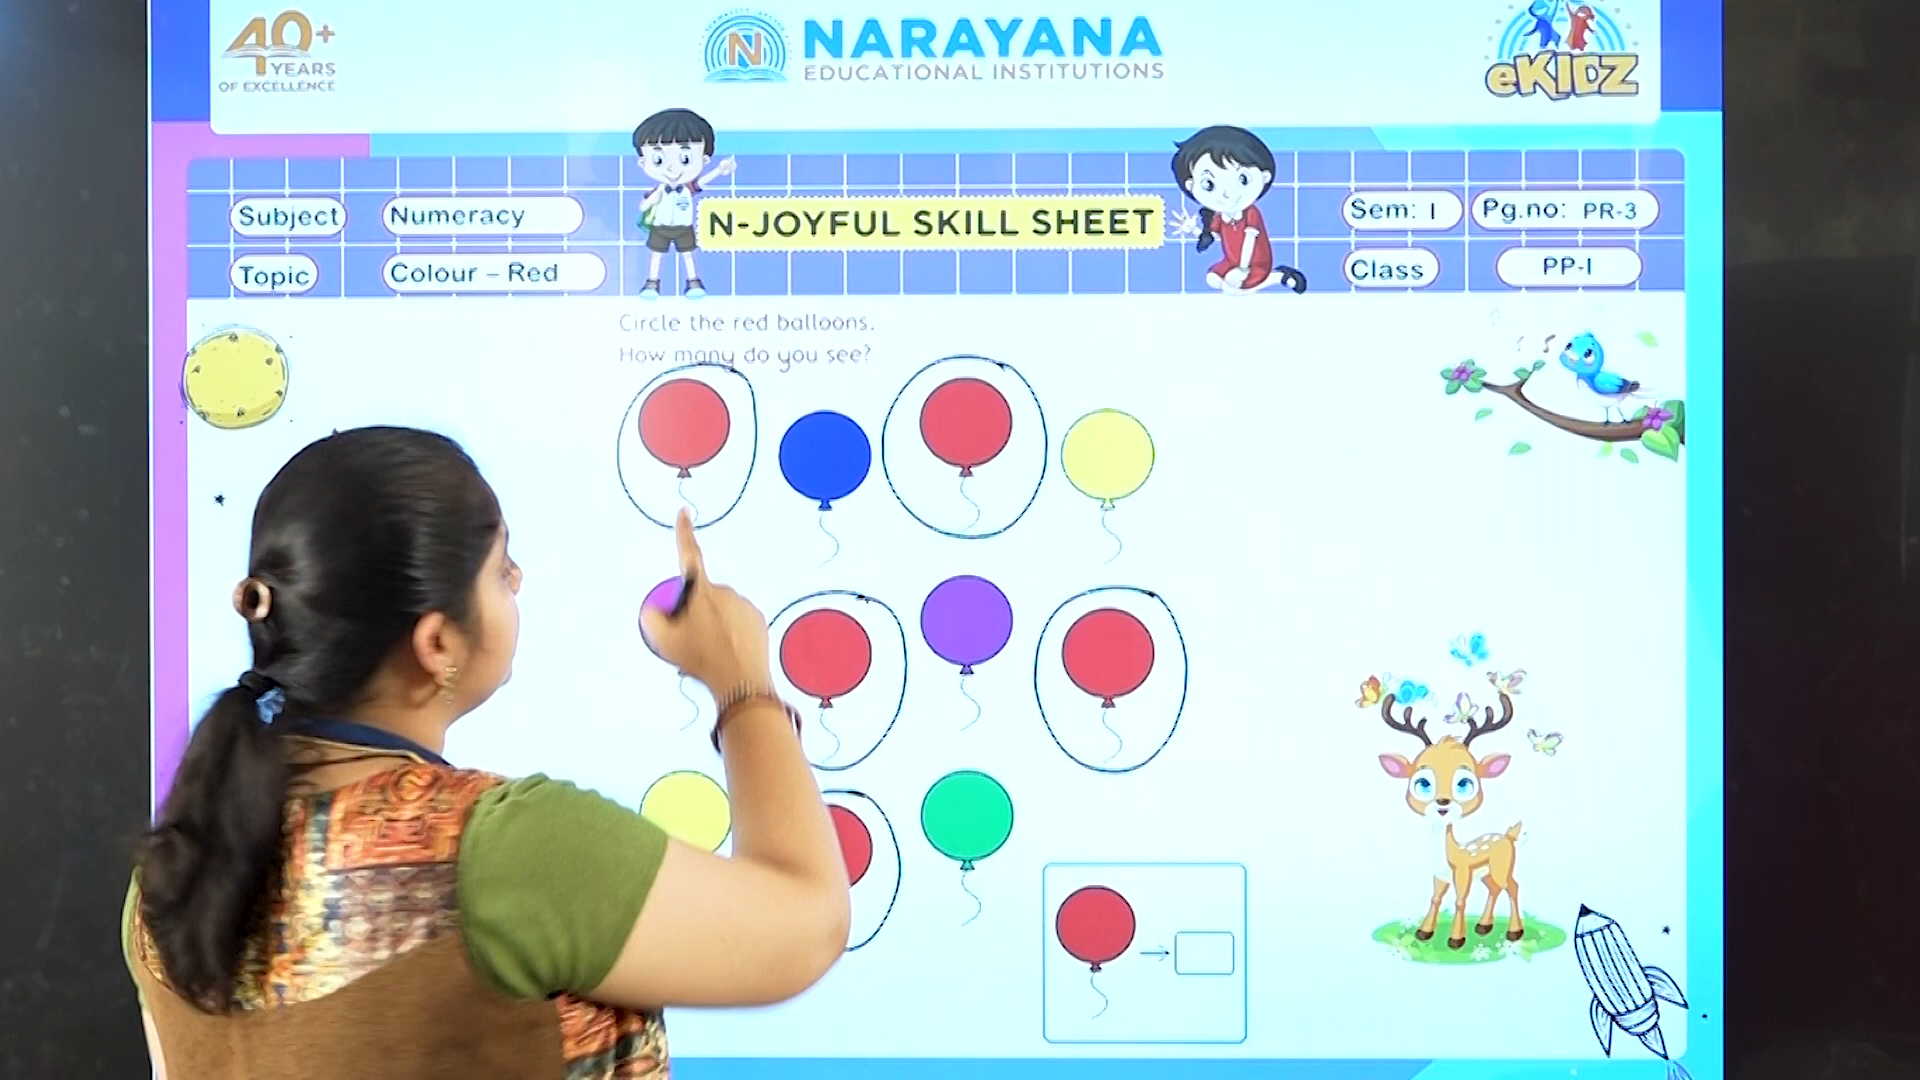 40+
YEARS
OF EXCELLENCE
N
NARAYANA
EDUCATIONAL INSTITUTIONS
eKIDZ
Subject Numeracy
N-JOYFUL SKILL SHEET
Sem: I Pg.no: PR-3
Topic Colour – Red
Class PP-I
Circle the red balloons.
How many do you see?